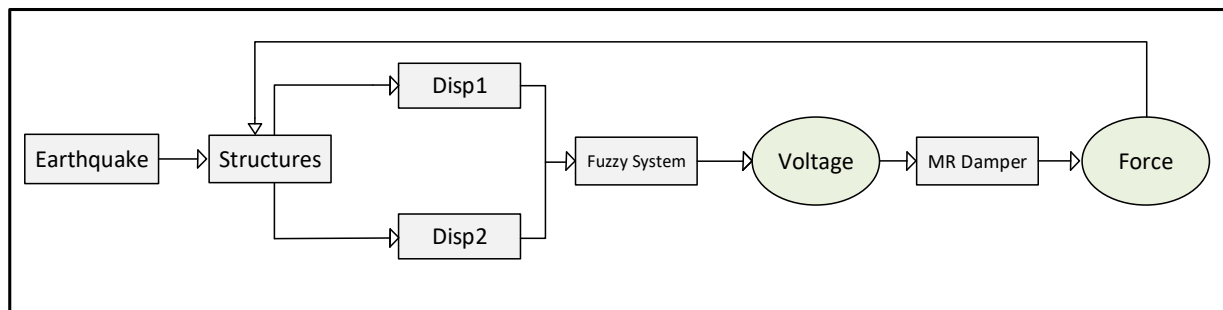 Disp1
Earthquake
Structures
Fuzzy System
Voltage
MR Damper
Force
Disp2